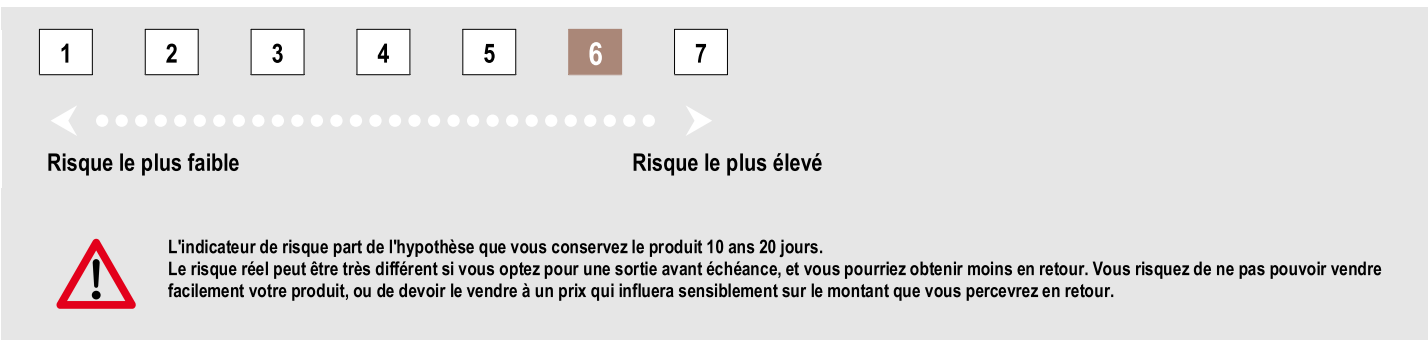 1 2 3 4 5 6 7
Risque le plus faible Risque le plus élevé
L'indicateur de risque part de l'hypothèse que vous conservez le produit 10 ans 20 jours.
Le risque réel peut être très différent si vous optez pour une sortie avant échéance, et vous pourriez obtenir moins en retour. Vous risquez de ne pas pouvoir vendre
facilement votre produit, ou de devoir le vendre à un prix qui influera sensiblement sur le montant que vous percevrez en retour.